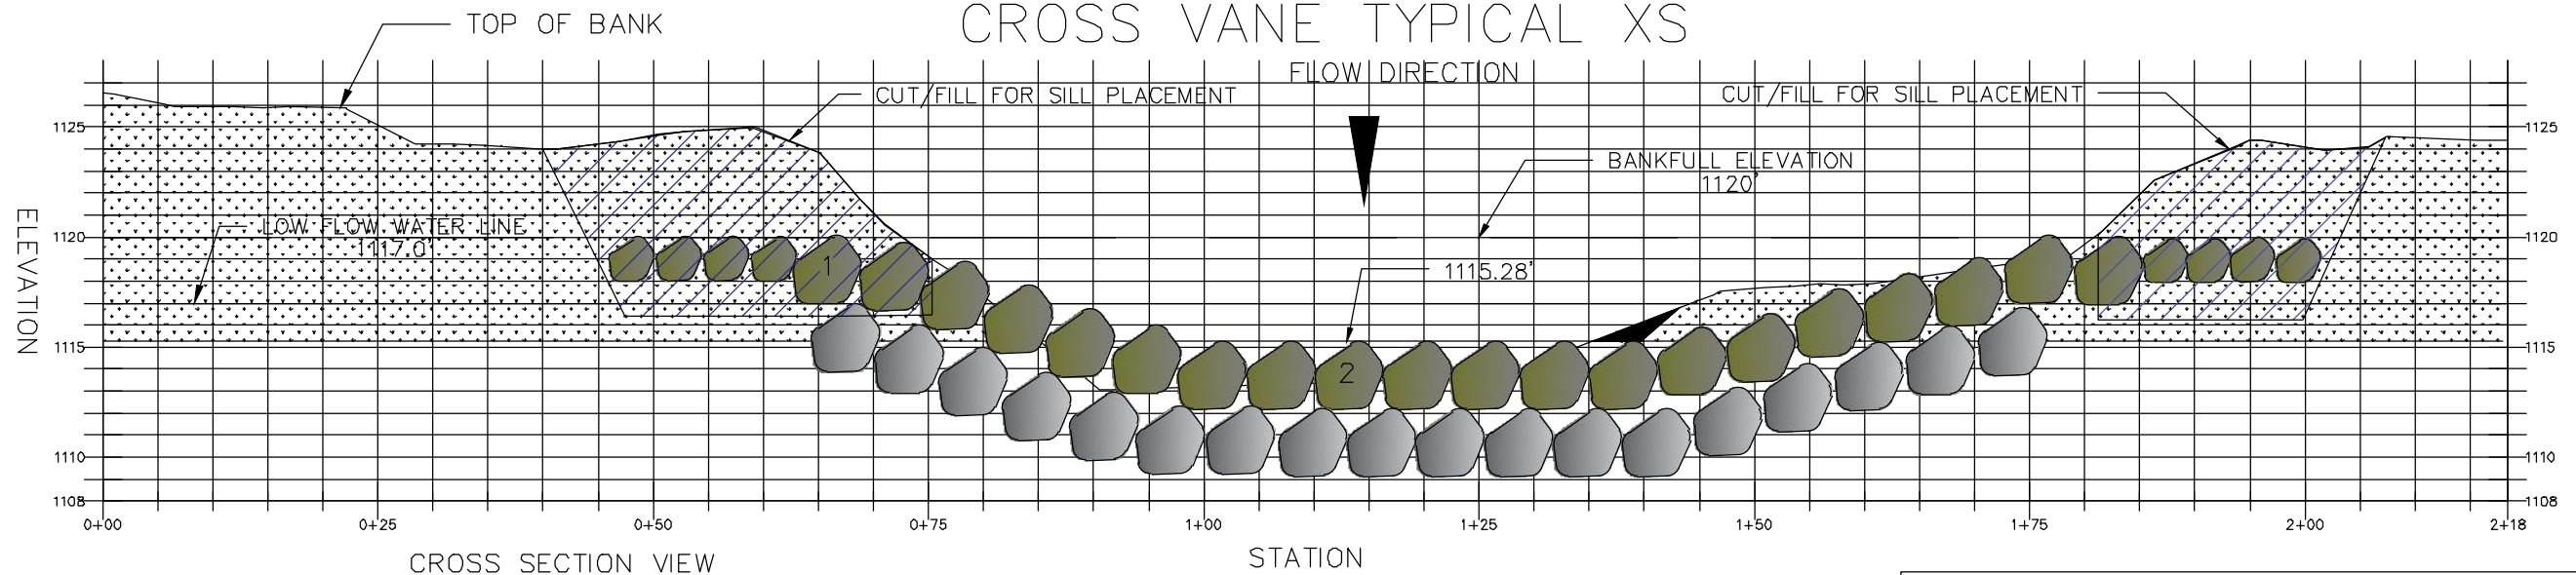 CROSS VANE TYPICAL XS
TOP OF BANK
FLOW DIRECTION
CUT/FILL FOR SILL PLACEMENT
CUT/FILL FOR SILL PLACEMENT
1125
1125
BANKFULL ELEVATION
1120'
LOW FLOW WATER LINE
1117.0'
ELEVATION
1120
1120
1
1115.28'
1115
1115
2
1110
1110
1108
1108
0+00
0+25
0+50
0+75
1+00
1+25
1+50
1+75
2+00
2+18
CROSS SECTION VIEW
STATION